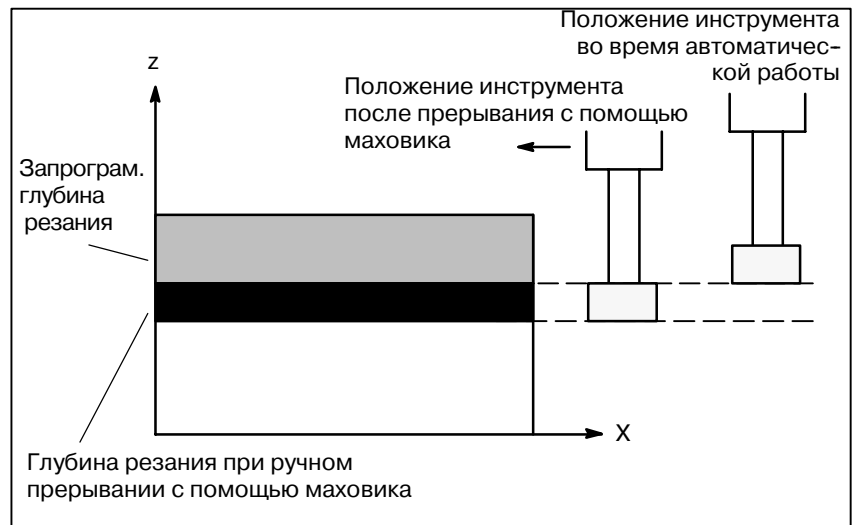 Положение инструмента
во время автоматичес-
кой работы
z
Положение инструмента
после прерывания с помощью
маховика
Запрограм.
глубина
резания
X
Глубина резания при ручном
прерывании с помощью маховика